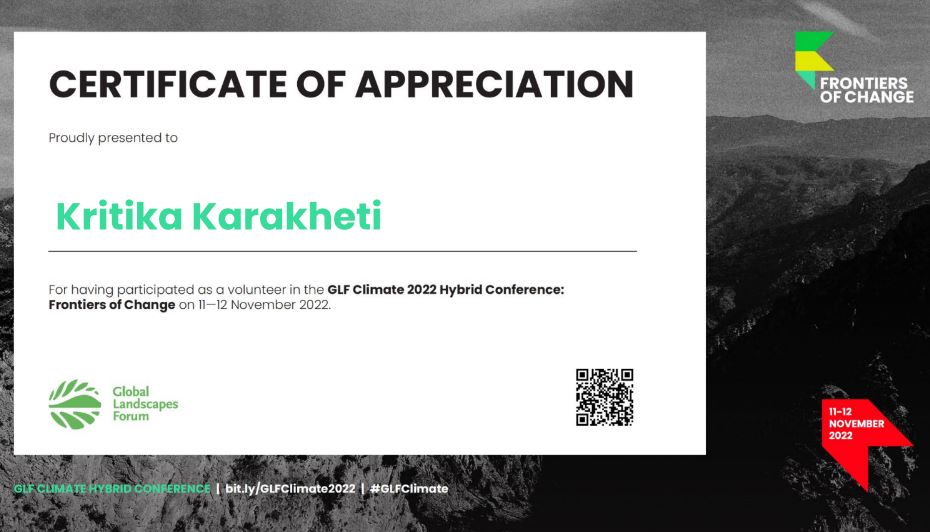 CERTIFICATE OF APPRECIATION
Proudly presented to
Kritika Karakheti
For having participated as a volunteer in the GLF Climate 2022 Hybrid Conference:
Frontiers of Change on 11—12 November 2022.
Global
Landscapes
Forum
FRONTIERS
OF CHANGE
11–12
NOVEMBER
2022
GLF CLIMATE HYBRID CONFERENCE | bit.ly/GLFClimate2022 | #GLFClimate